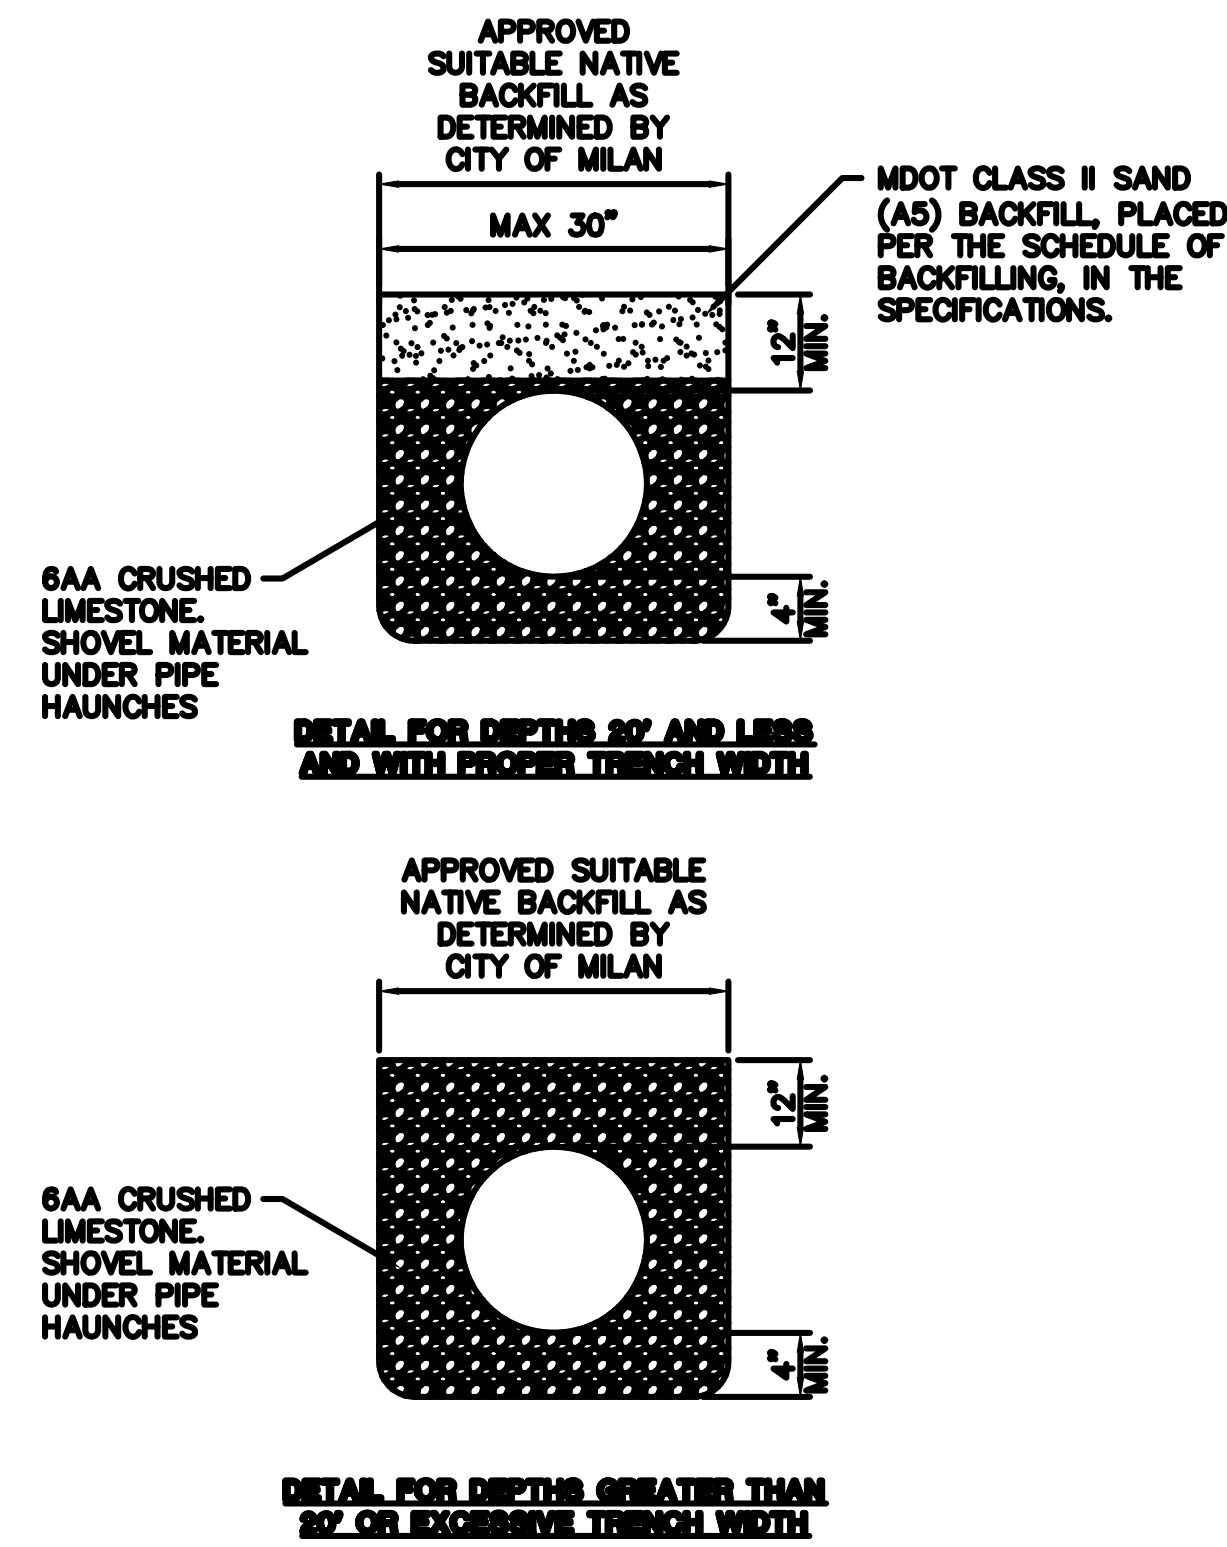 APPROVED
SUITABLE NATIVE
BACKFILL AS
DETERMINED BY
CITY OF MILAN
MAX 30"
MDOT CLASS II SAND
(A5) BACKFILL, PLACED
PER THE SCHEDULE OF
BACKFILLING, IN THE
SPECIFICATIONS.
12"
MIN.
6AA CRUSHED
LIMESTONE.
SHOVEL MATERIAL
UNDER PIPE
HAUNCHES
4"
MIN.
DETAIL FOR DEPTHS 20' AND LESS
AND WITH PROPER TRENCH WIDTH
APPROVED SUITABLE
NATIVE BACKFILL AS
DETERMINED BY
CITY OF MILAN
12"
MIN.
6AA CRUSHED
LIMESTONE.
SHOVEL MATERIAL
UNDER PIPE
HAUNCHES
4"
MIN.
DETAIL FOR DEPTHS GREATER THAN
20' OR EXCESSIVE TRENCH WIDTH